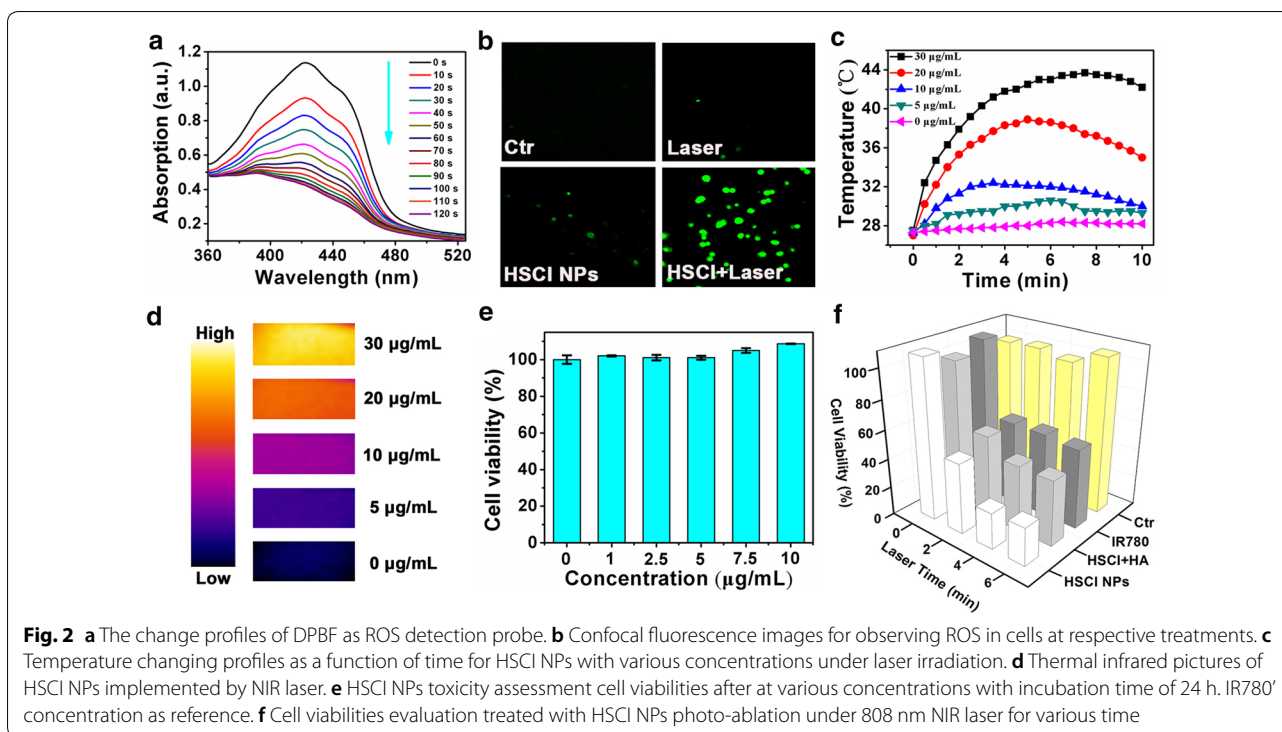 a
1.2
1.0
0.8
0.6
0.4
0.2
Absorption (a.u.)
360
400
440
480
520
Wavelength (nm)
0 s
10 s
20 s
30 s
40 s
50 s
60 s
70 s
80 s
90 s
100 s
110 s
120 s
b
Ctr
Laser
HSCI NPs
HSCI+Laser
c
44
40
36
32
28
Temperature (℃)
30 µg/mL
20 µg/mL
10 µg/mL
5 µg/mL
0 µg/mL
0
2
4
6
8
10
Time (min)
d
High
Low
30 µg/mL
20 µg/mL
10 µg/mL
5 µg/mL
0 µg/mL
e
100
80
60
40
20
0
Cell viability (%)
0
1
2.5
5
7.5
10
Concentration (µg/mL)
f
100
80
60
40
20
0
Cell Viability (%)
0
2
4
6
Laser Time (min)
Ctr
IR780
HSCI+HA
HSCI NPs
Fig. 2 a The change profiles of DPBF as ROS detection probe. b Confocal fluorescence images for observing ROS in cells at respective treatments. c
Temperature changing profiles as a function of time for HSCI NPs with various concentrations under laser irradiation. d Thermal infrared pictures of
HSCI NPs implemented by NIR laser. e HSCI NPs toxicity assessment cell viabilities after at various concentrations with incubation time of 24 h. IR780′
concentration as reference. f Cell viabilities evaluation treated with HSCI NPs photo-ablation under 808 nm NIR laser for various time